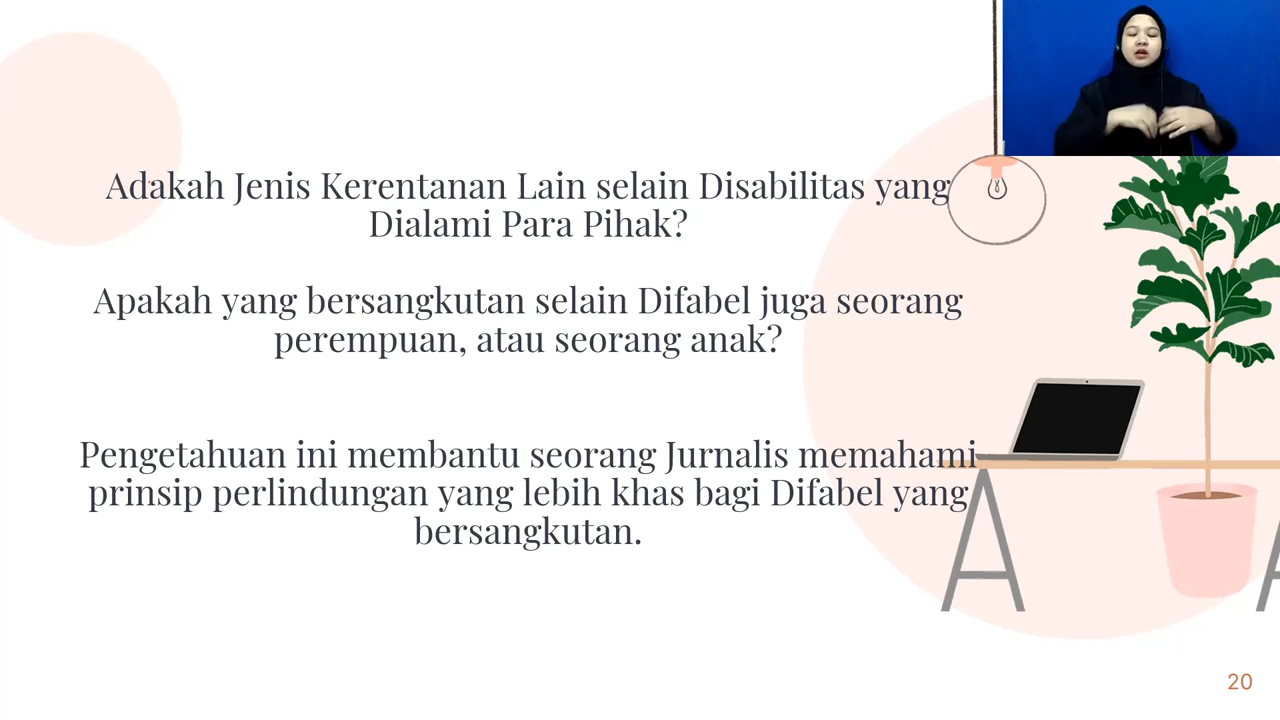 Adakah Jenis Kerentanan Lain selain Disabilitas yang
Dialami Para Pihak?
Apakah yang bersangkutan selain Difabel juga seorang
perempuan, atau seorang anak?
Pengetahuan ini membantu seorang Jurnalis memahami
prinsip perlindungan yang lebih khas bagi Difabel yang
bersangkutan.
20